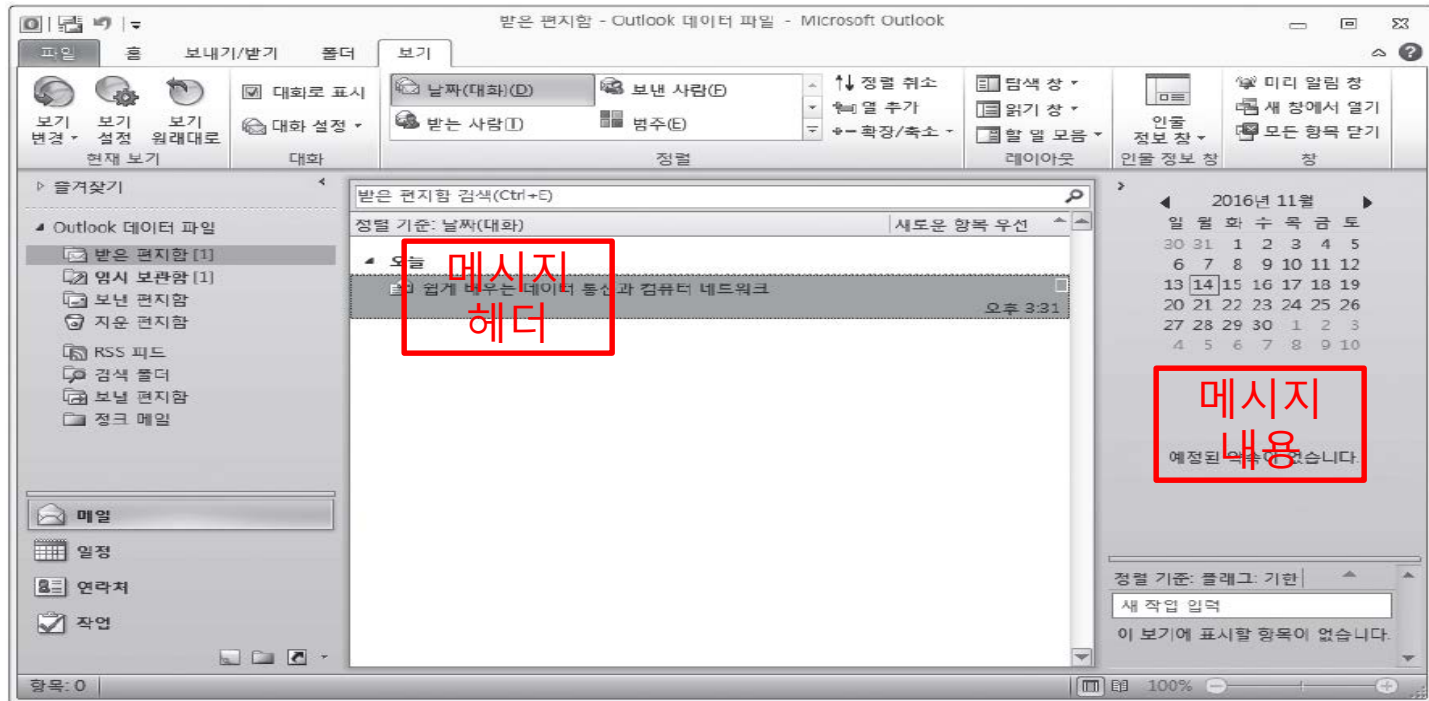 받은 편지함 - Outlook 데이터 파일 - Microsoft Outlook
파일 홈 보내기/받기 폴더 보기
보기 변경 보기 설정 보기 원래대로
현재 보기
대화로 표시
대화 설정
대화
날짜(대화)(D) 보낸 사람(F)
받는 사람(T) 범주(E)
정렬 취소
열 추가
확장/축소
정렬
탐색 창
읽기 창
할 일 모음
레이아웃
인물 정보 창
인물 정보 창
미리 알림 창
새 창에서 열기
모든 항목 닫기
창
즐겨찾기
Outlook 데이터 파일
받은 편지함 [1]
임시 보관함 [1]
보낸 편지함
지운 편지함
RSS 피드
검색 폴더
보낼 편지함
정크 메일
메일
일정
연락처
작업
받은 편지함 검색(Ctrl+E)
정렬 기준: 날짜(대화) 새로운 항목 우선
오늘
쉽게 배우는 데이터 통신과 컴퓨터 네트워크
오후 3:31
메시지
헤더
2016년 11월
일 월 화 수 목 금 토
30 31 1 2 3 4 5
6 7 8 9 10 11 12
13 14 15 16 17 18 19
20 21 22 23 24 25 26
27 28 29 30 1 2 3
4 5 6 7 8 9 10
메시지
내용
예정된 약속이 없습니다.
정렬 기준: 플래그: 기한
새 작업 입력
이 보기에 표시할 항목이 없습니다.
항목: 0
100%